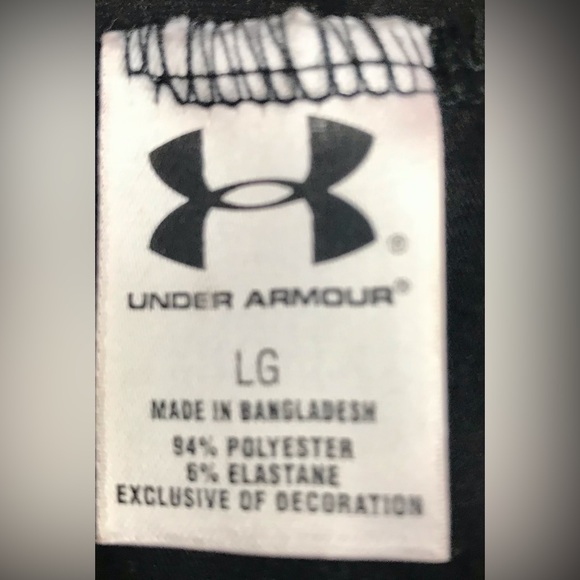 ®
UNDER ARMOUR®
LG
MADE IN BANGLADESH
94% POLYESTER
6% ELASTANE
EXCLUSIVE OF DECORATION